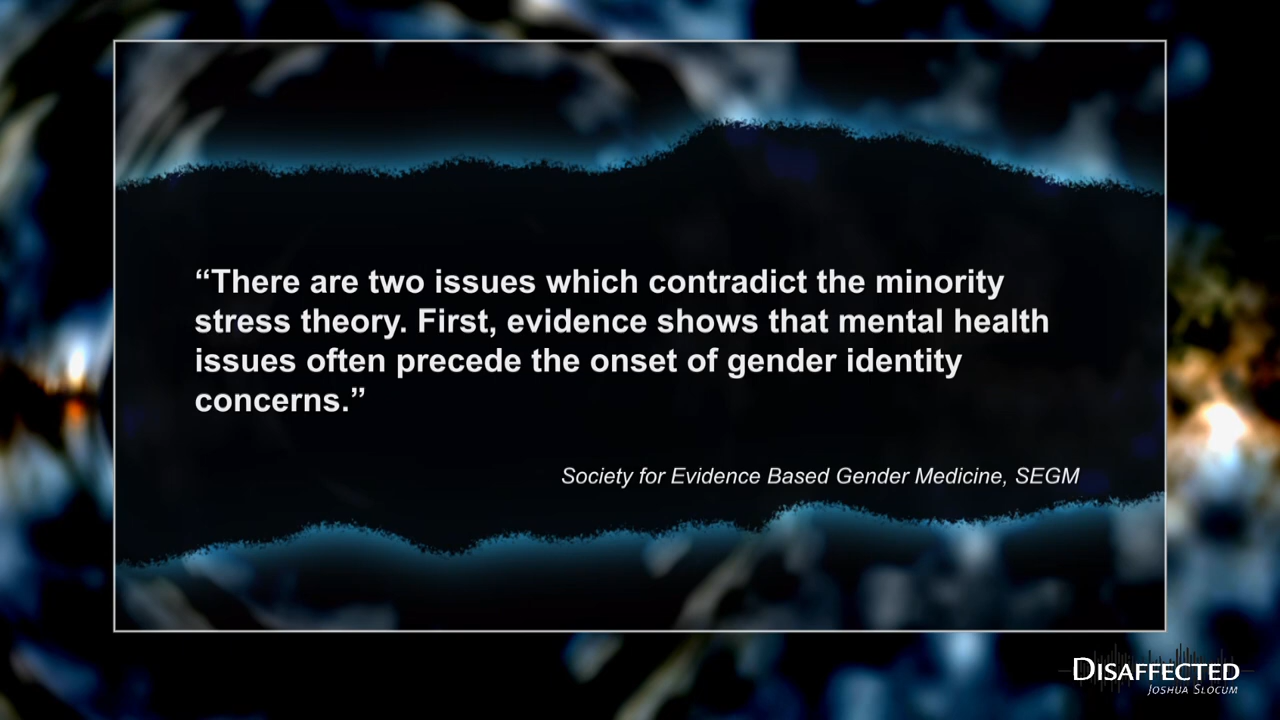 “There are two issues which contradict the minority
stress theory. First, evidence shows that mental health
issues often precede the onset of gender identity
concerns.”
Society for Evidence Based Gender Medicine, SEGM
DISAFFECTED
JOSHUA SLOCUM